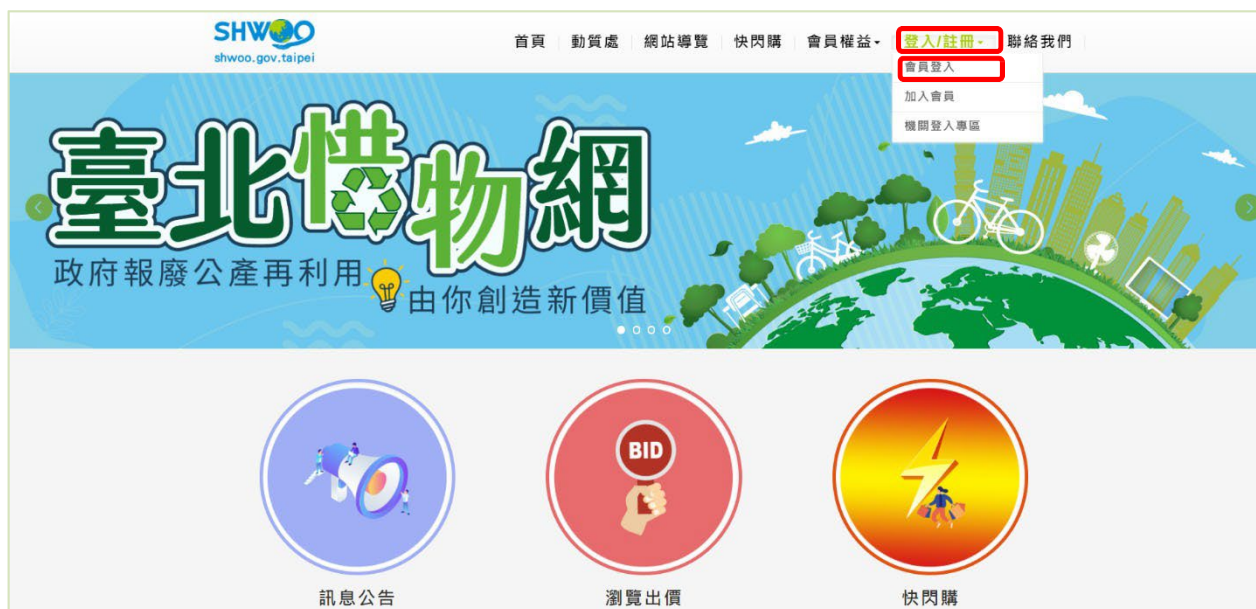 SHWOO
shwoo.gov.taipei
首頁 動質處 網站導覽 快閃購 會員權益 登入/註冊 聯絡我們
會員登入
加入會員
機關登入專區
臺北惜物網
政府報廢公產再利用
由你創造新價值
BID
訊息公告 瀏覽出價 快閃購